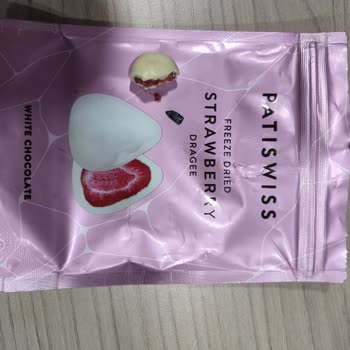 PATISWISS
FREEZE DRIED
STRAWBERRY
DRAGEE
WHITE CHOCOLATE